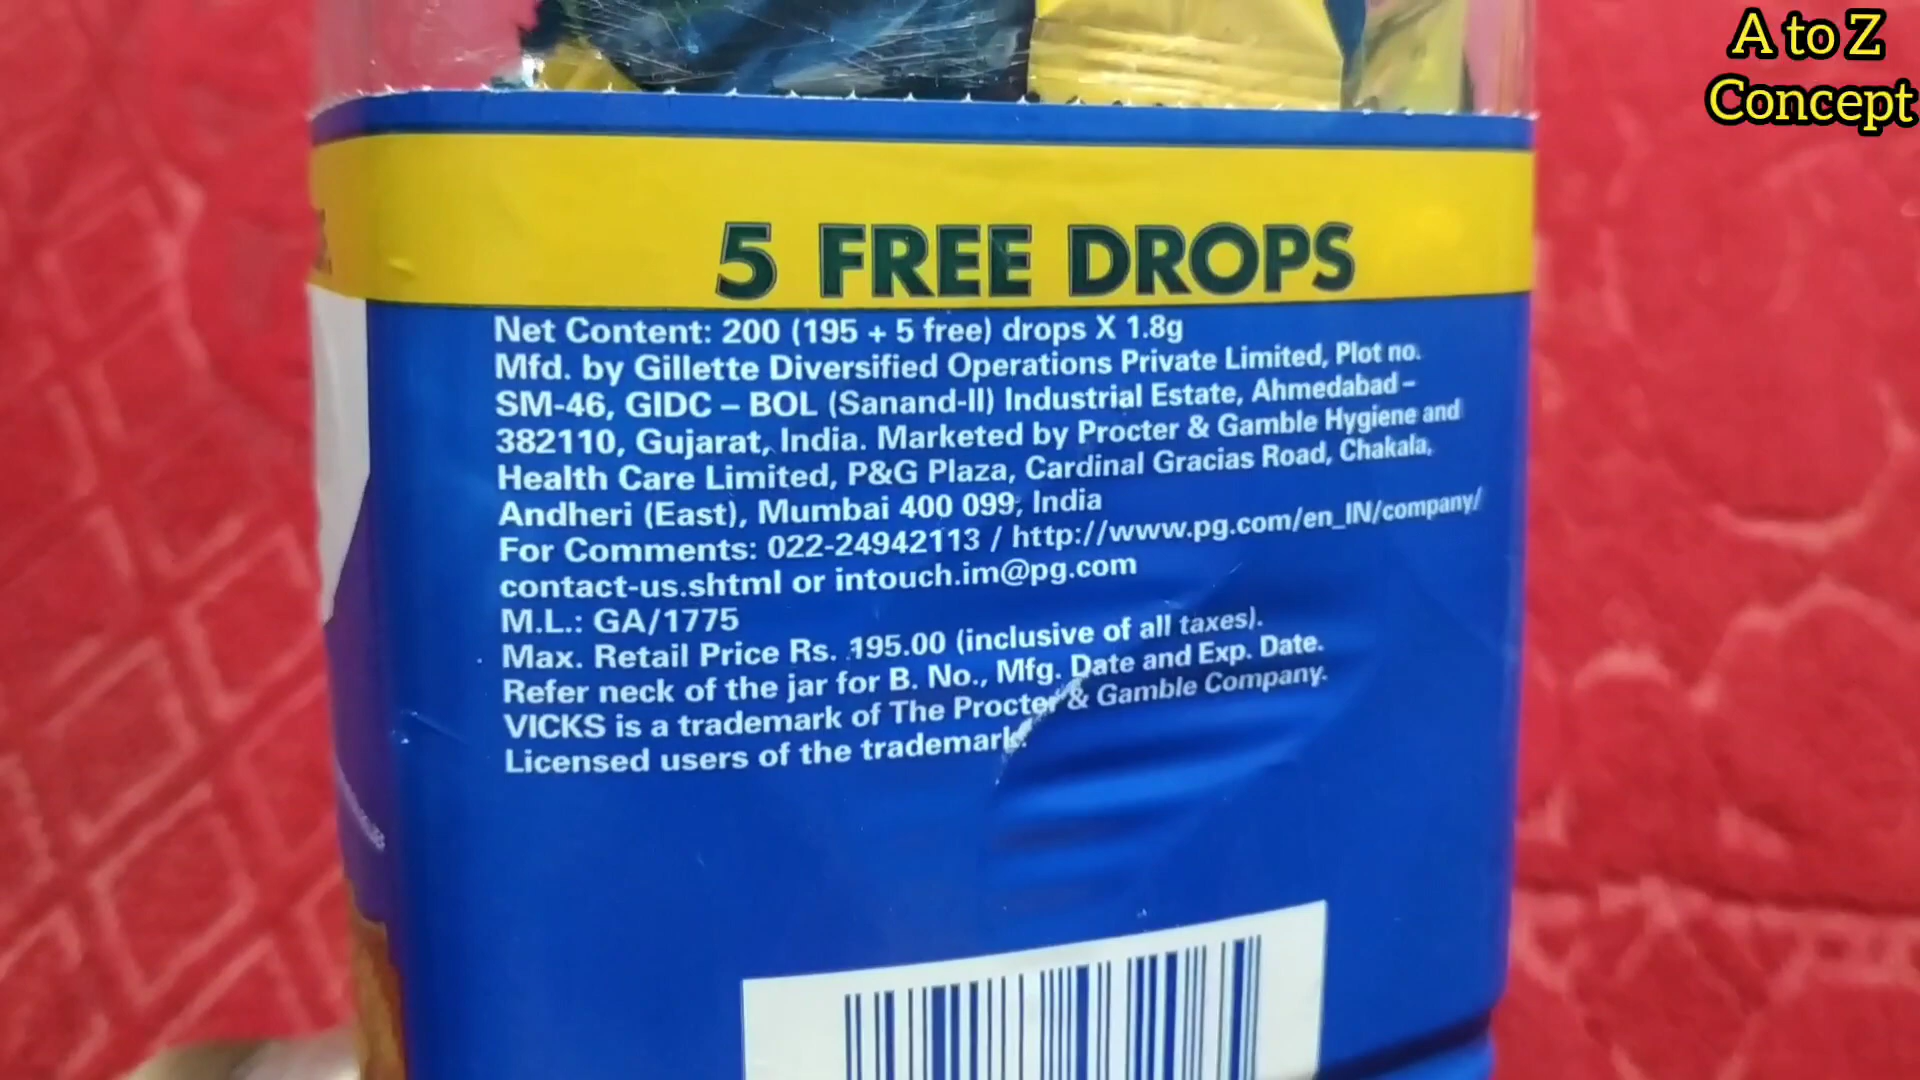 A to Z
Concept
5 FREE DROPS
Net Content: 200 (195 + 5 free) drops X 1.8g
Mfd. by Gillette Diversified Operations Private Limited, Plot no.
SM-46, GIDC – BOL (Sanand-II) Industrial Estate, Ahmedabad –
382110, Gujarat, India. Marketed by Procter & Gamble Hygiene and
Health Care Limited, P&G Plaza, Cardinal Gracias Road, Chakala,
Andheri (East), Mumbai 400 099, India
For Comments: 022-24942113 / http://www.pg.com/en_IN/company/
contact-us.shtml or intouch.im@pg.com
M.L.: GA/1775
Max. Retail Price Rs. 195.00 (inclusive of all taxes).
Refer neck of the jar for B. No., Mfg. Date and Exp. Date.
VICKS is a trademark of The Procter & Gamble Company.
Licensed users of the trademark.